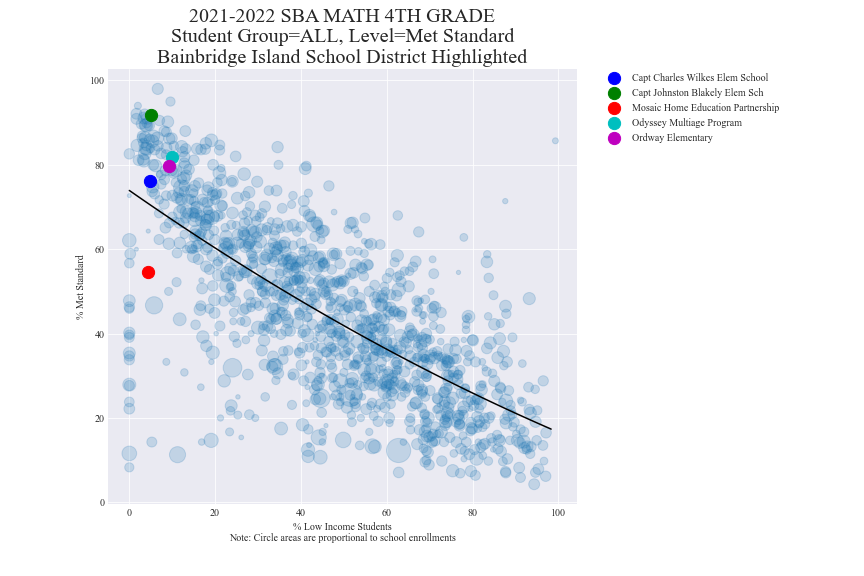 2021-2022 SBA MATH 4TH GRADE
Student Group=ALL, Level=Met Standard
Bainbridge Island School District Highlighted
Capt Charles Wilkes Elem School
Capt Johnston Blakely Elem Sch
Mosaic Home Education Partnership
Odyssey Multiage Program
Ordway Elementary
% Met Standard
100
80
60
40
20
0
0 20 40 60 80 100
% Low Income Students
Note: Circle areas are proportional to school enrollments